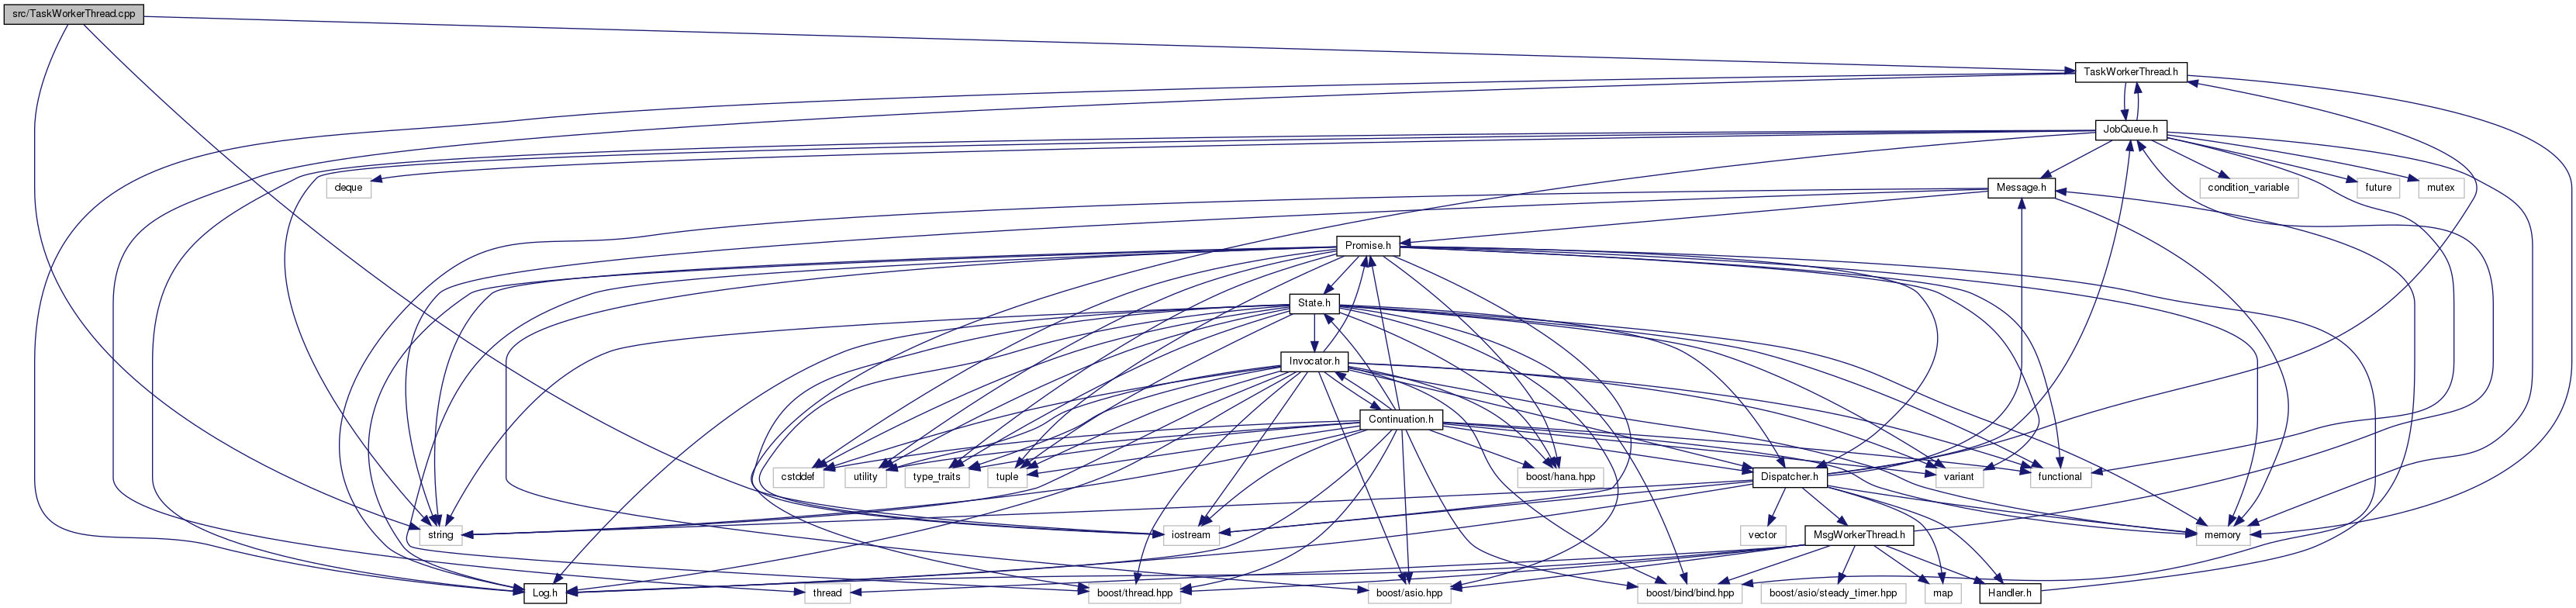 src/TaskWorkerThread.cpp
TaskWorkerThread.h
JobQueue.h
deque
Message.h
condition_variable
future
mutex
Promise.h
State.h
Invocator.h
Continuation.h
cstddef
utility
type_traits
tuple
boost/hana.hpp
Dispatcher.h
variant
functional
string
iostream
vector
MsgWorkerThread.h
memory
Log.h
thread
boost/thread.hpp
boost/asio.hpp
boost/bind/bind.hpp
boost/asio/steady_timer.hpp
map
Handler.h